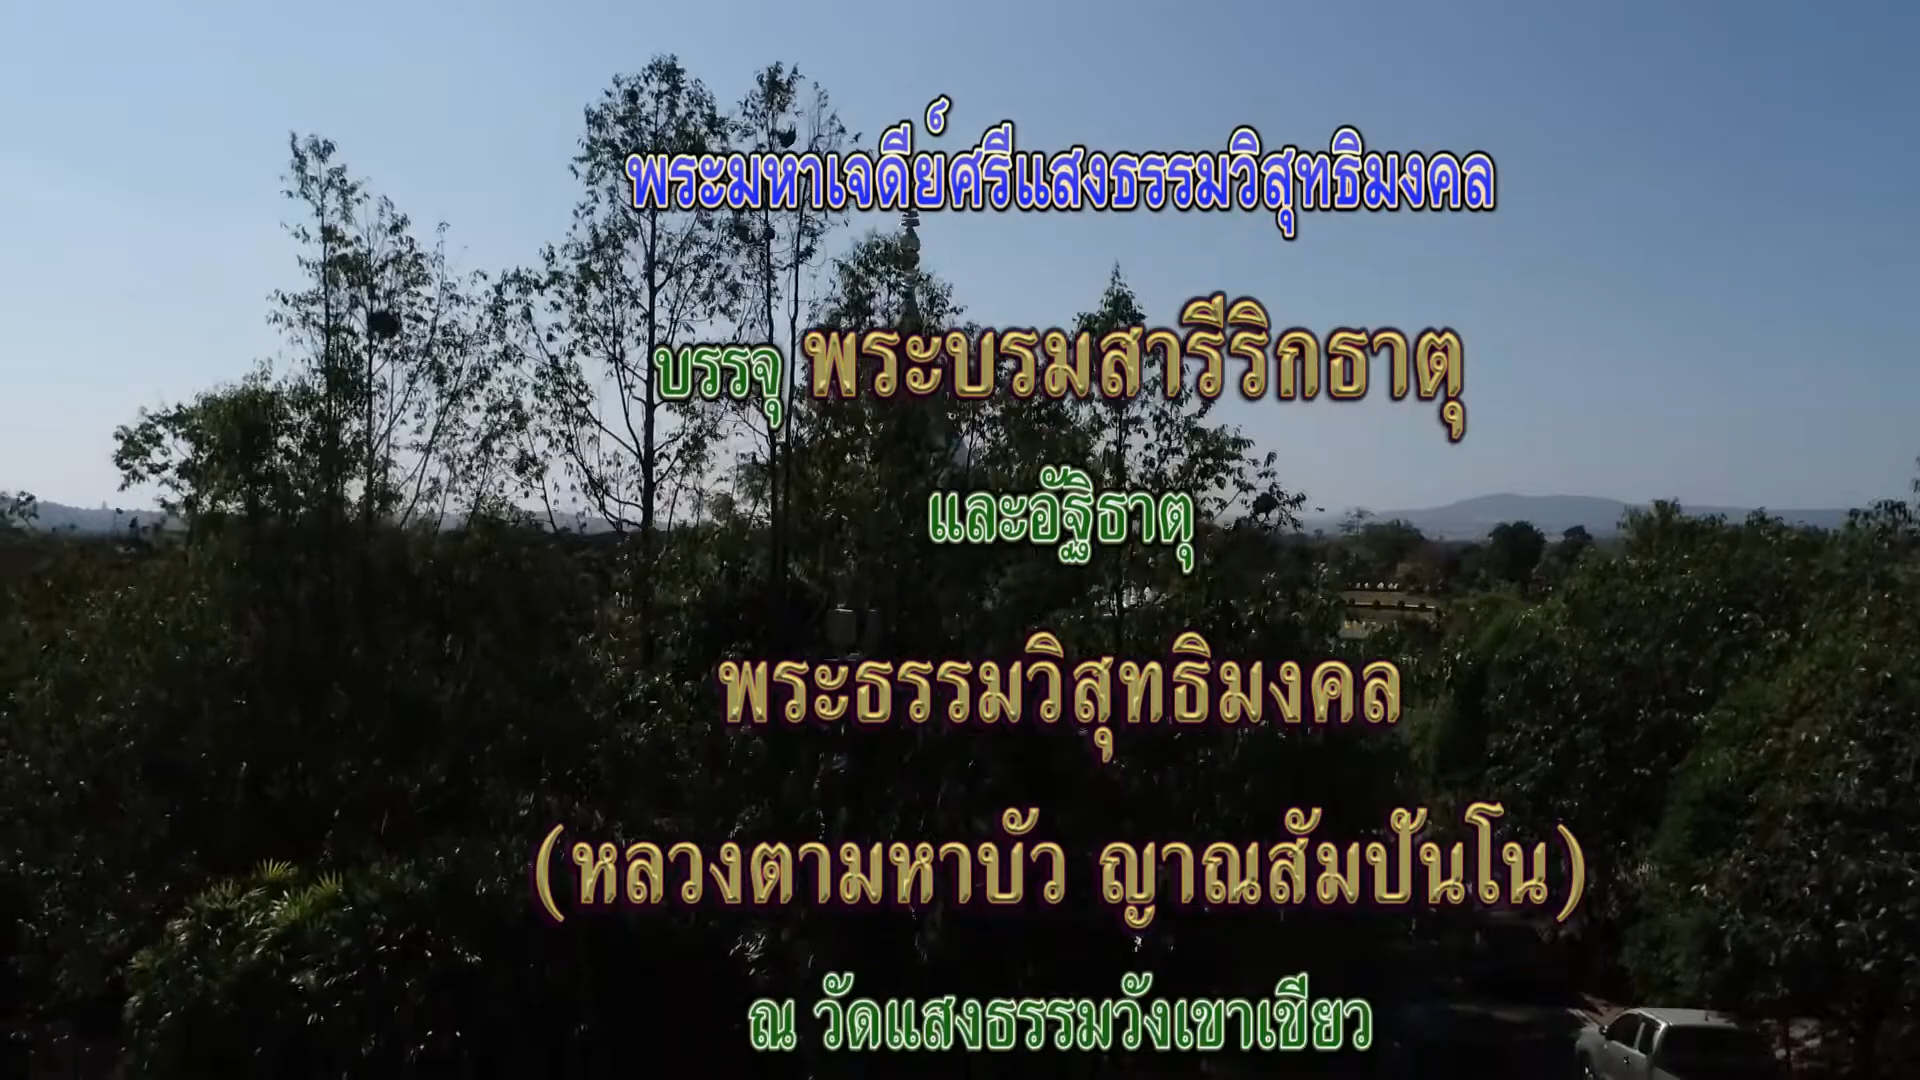 พระมหาเจดีย์ศรีแสงธรรมวิสุทธิมงคล
บรรจุ พระบรมสารีริกธาตุ
และอัฐิธาตุ
พระธรรมวิสุทธิมงคล
(หลวงตามหาบัว ญาณสัมปันโน)
ณ วัดแสงธรรมวังเขาเขียว